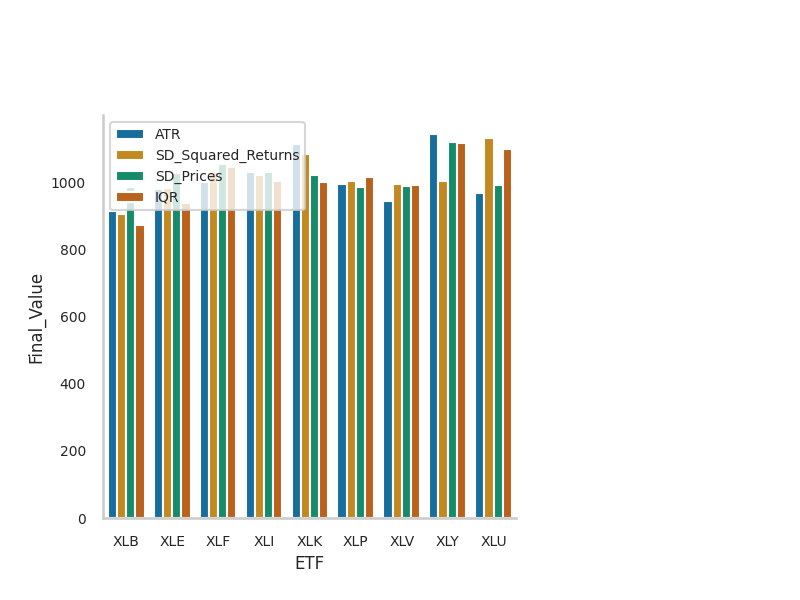 ATR
SD_Squared_Returns
SD_Prices
IQR
1000
800
600
400
200
0
Final_Value
XLB XLE XLF XLI XLK XLP XLV XLY XLU
ETF